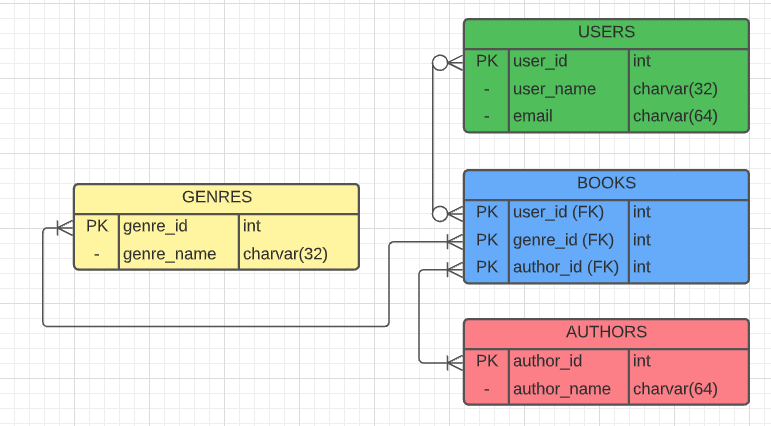 USERS
PK user_id int
- user_name charvar(32)
- email charvar(64)
BOOKS
PK user_id (FK) int
PK genre_id (FK) int
PK author_id (FK) int
GENRES
PK genre_id int
- genre_name charvar(32)
AUTHORS
PK author_id int
- author_name charvar(64)